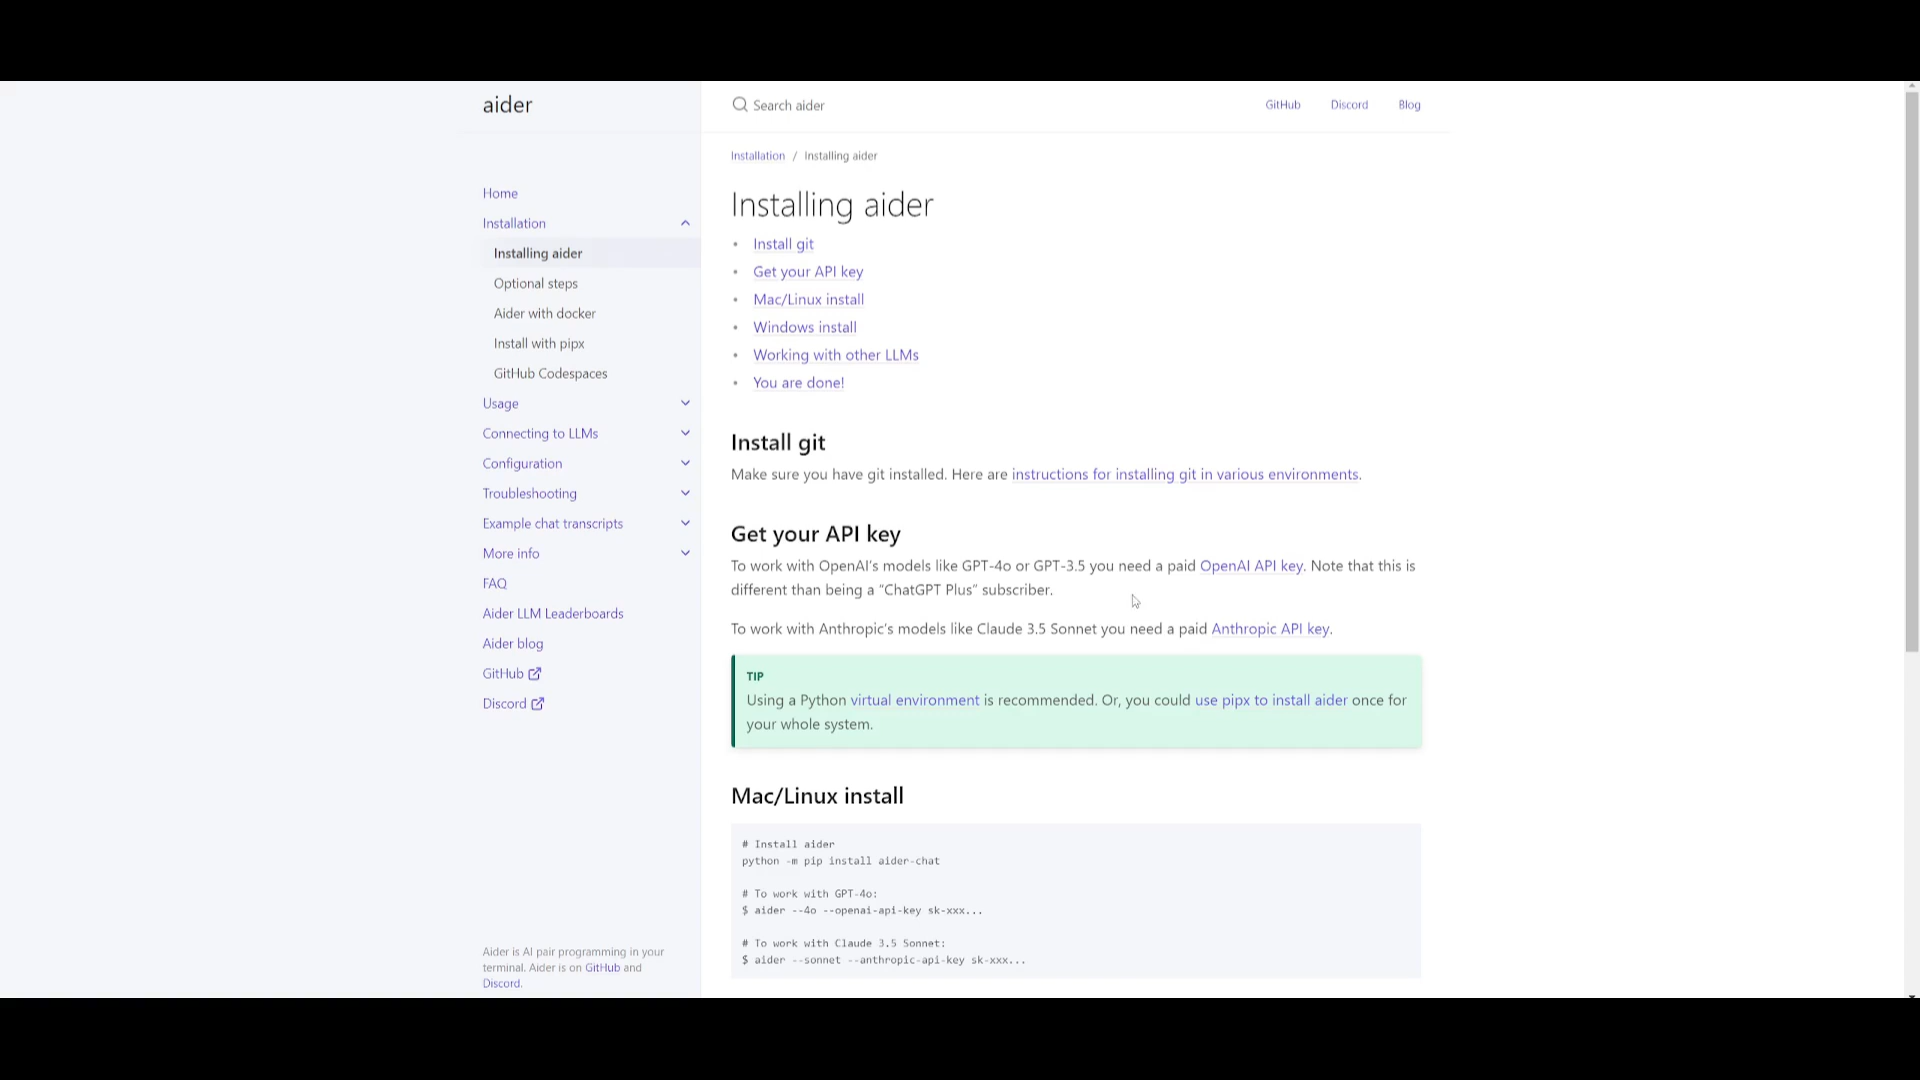 aider
Search aider
GitHub
Discord
Blog
Home
Installation
Installing aider
Optional steps
Aider with docker
Install with pipx
GitHub Codespaces
Usage
Connecting to LLMs
Configuration
Troubleshooting
Example chat transcripts
More info
FAQ
Aider LLM Leaderboards
Aider blog
GitHub
Discord
Aider is AI pair programming in your
terminal. Aider is on GitHub and
Discord.
Installation / Installing aider
Installing aider
• Install git
• Get your API key
• Mac/Linux install
• Windows install
• Working with other LLMs
• You are done!
Install git
Make sure you have git installed. Here are instructions for installing git in various environments.
Get your API key
To work with OpenAI's models like GPT-4o or GPT-3.5 you need a paid OpenAI API key. Note that this is
different than being a “ChatGPT Plus” subscriber.
To work with Anthropic's models like Claude 3.5 Sonnet you need a paid Anthropic API key.
TIP
Using a Python virtual environment is recommended. Or, you could use pipx to install aider once for
your whole system.
Mac/Linux install
# Install aider
python -m pip install aider-chat
# To work with GPT-4o:
$ aider --4o --openai-api-key sk-xxx...
# To work with Claude 3.5 Sonnet:
$ aider --sonnet --anthropic-api-key sk-xxx...